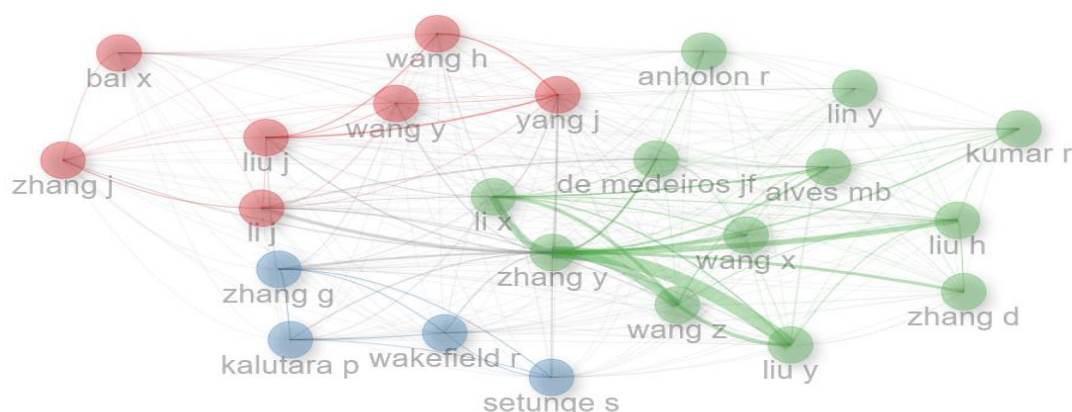 wang h
bai x
anholon r
lin y
wang y
yang j
kumar r
liu j
zhang j
de medeiros jf
alves mb
li x
li j
liu h
wang x
zhang y
zhang g
zhang d
wang z
wakefield r
kalutara p
liu y
setunge s